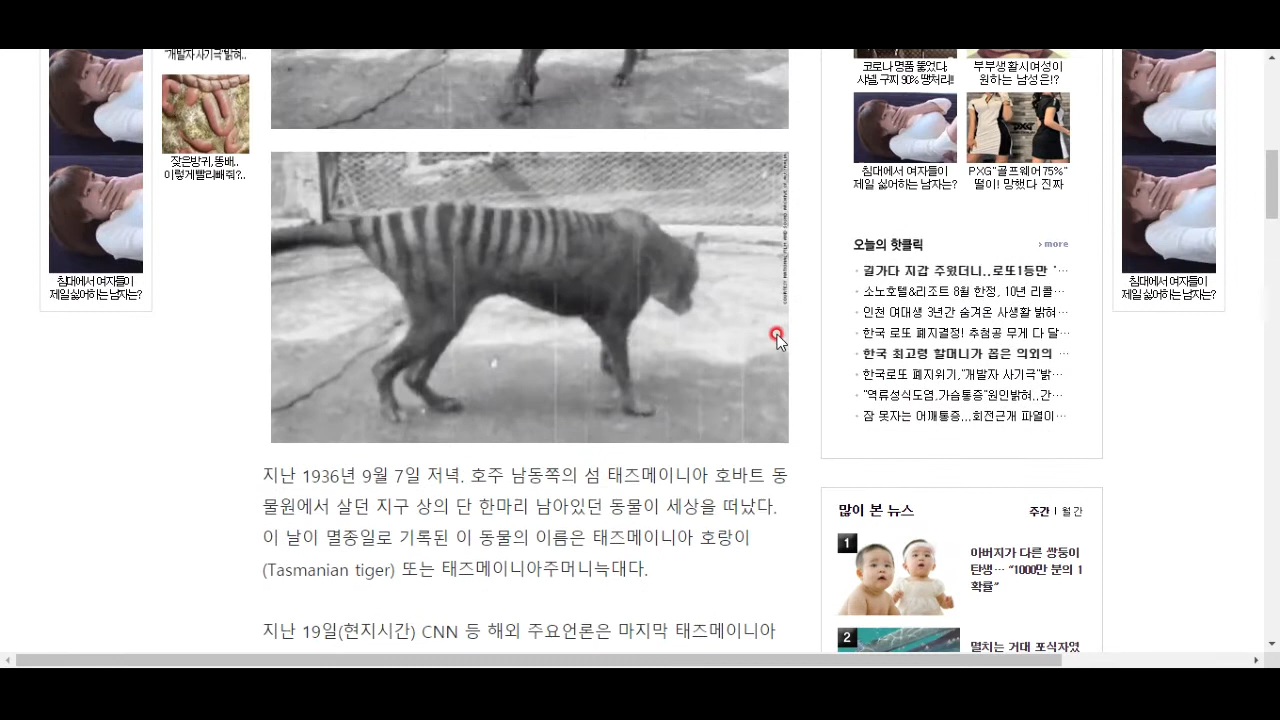 "개발자 사기극"밝혀..
잦은방귀,똥배..
이렇게빨리빼줘?..
침대에서 여자들이
제일 싫어하는 남자는?
지난 1936년 9월 7일 저녁. 호주 남동쪽의 섬 태즈메이니아 호바트 동
물원에서 살던 지구 상의 단 한마리 남아있던 동물이 세상을 떠났다.
이 날이 멸종일로 기록된 이 동물의 이름은 태즈메이니아 호랑이
(Tasmanian tiger) 또는 태즈메이니아주머니늑대다.
지난 19일(현지시간) CNN 등 해외 주요언론은 마지막 태즈메이니아
코로나 명품 뚫었다.
샤넬,구찌 90% 땡처리!!
부부생활시여성이
원하는 남성은!?
침대에서 여자들이
제일 싫어하는 남자는?
PXG"골프웨어75%"
떨이! 망했다 진짜
오늘의 핫클릭
› more
길가다 지갑 주웠더니..로또1등만 '…
소노호텔&리조트 8월 한정, 10년 리콜…
인천 여대생 3년간 숨겨온 사생활 밝혀…
한국 로또 폐지결정! 추첨공 무게 다 달…
한국 최고령 할머니가 꼽은 의외의 …
한국로또 폐지위기,"개발자 사기극"밝…
"역류성식도염,가슴통증"원인밝혀..간…
잠 못자는 어깨통증...회전근개 파열이…
많이 본 뉴스
주간 | 월간
1
아버지가 다른 쌍둥이
탄생… "1000만 분의 1
확률"
2
멸치는 거대 포식자였
침대에서 여자들이
제일싫어하는 남자는?